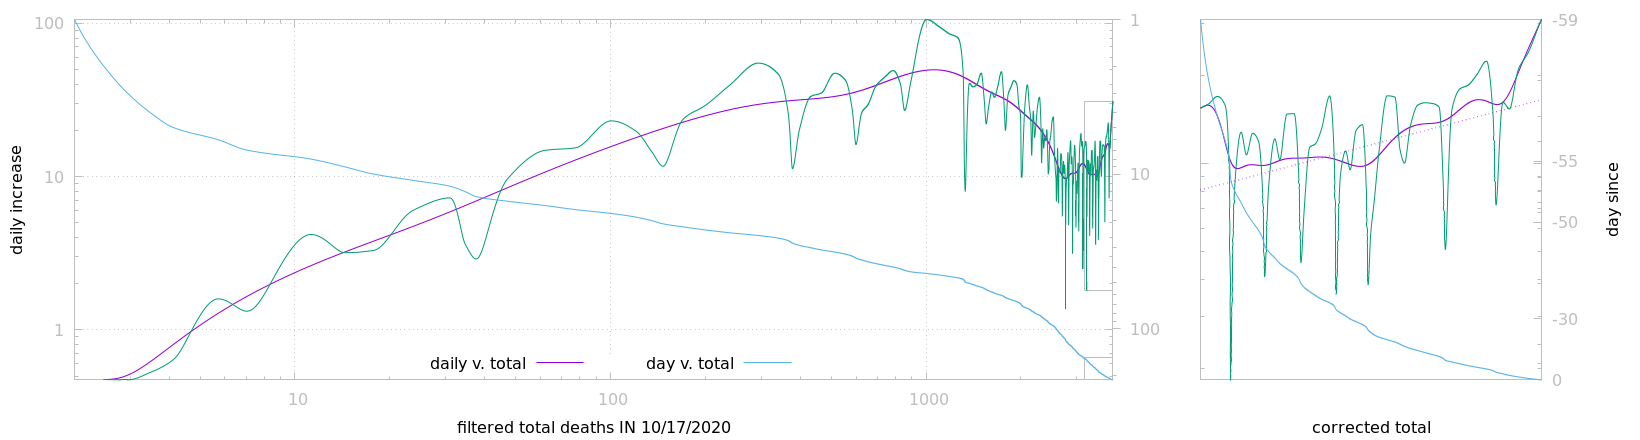 daily increase
100
10
1
daily v. total
day v. total
10
100
1000
filtered total deaths IN 10/17/2020
1
10
100
-59
-55
-50
-30
0
day since
corrected total